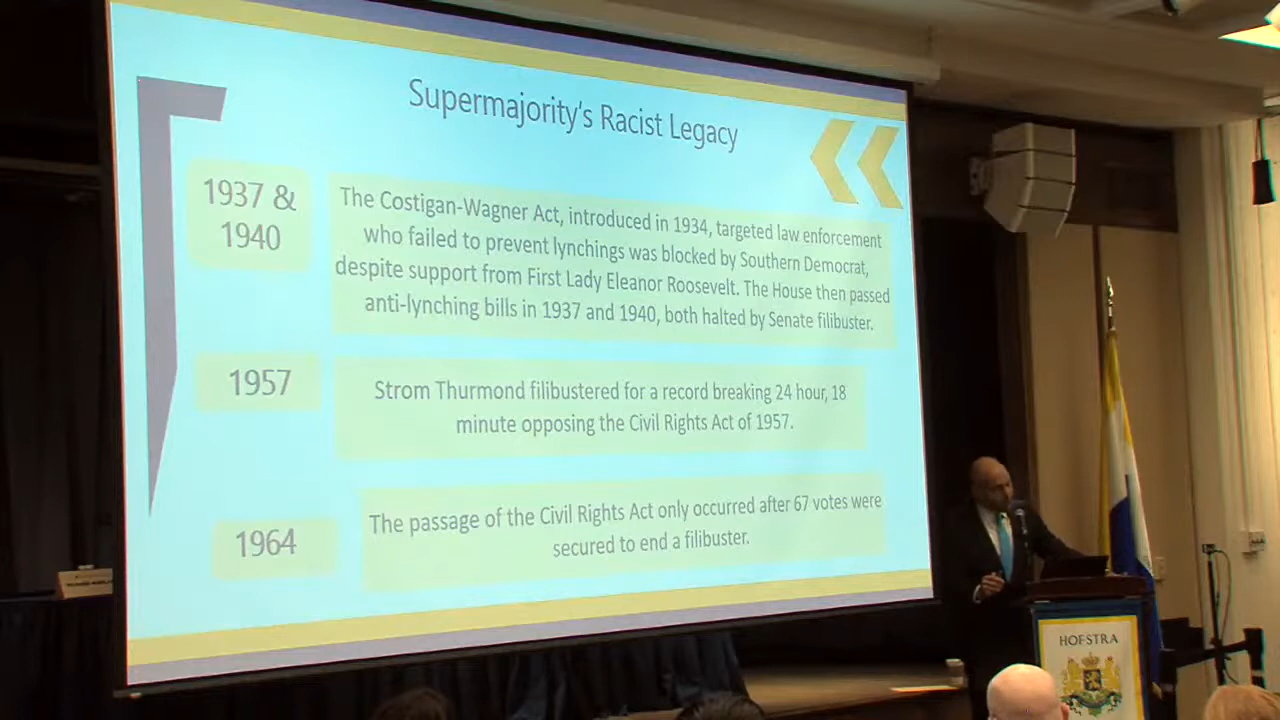 Supermajority's Racist Legacy
1937 &
1940
The Costigan-Wagner Act, introduced in 1934, targeted law enforcement
who failed to prevent lynchings was blocked by Southern Democrat,
despite support from First Lady Eleanor Roosevelt. The House then passed
anti-lynching bills in 1937 and 1940, both halted by Senate filibuster.
1957
Strom Thurmond filibustered for a record breaking 24 hour, 18
minute opposing the Civil Rights Act of 1957.
1964
The passage of the Civil Rights Act only occurred after 67 votes were
secured to end a filibuster.
HOFSTRA